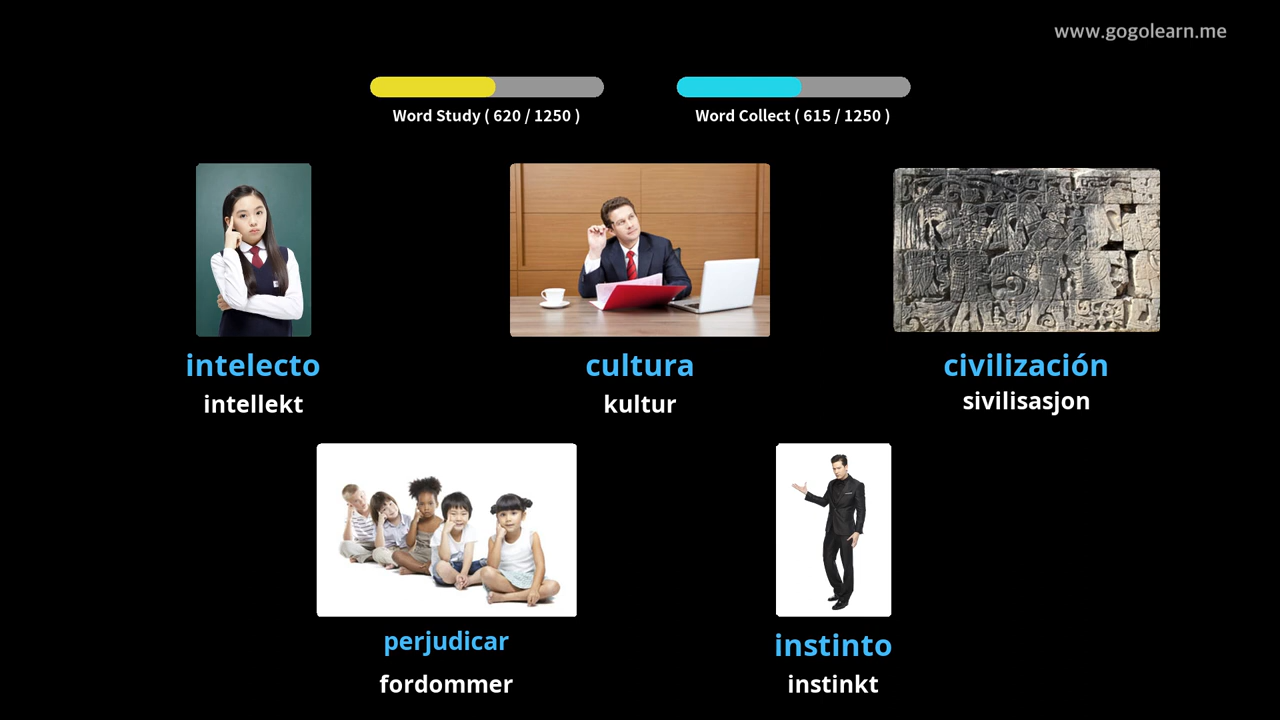 www.gogolearn.me
Word Study ( 620 / 1250 )
Word Collect ( 615 / 1250 )
intelecto
intellekt
cultura
kultur
civilización
sivilisasjon
perjudicar
fordommer
instinto
instinkt